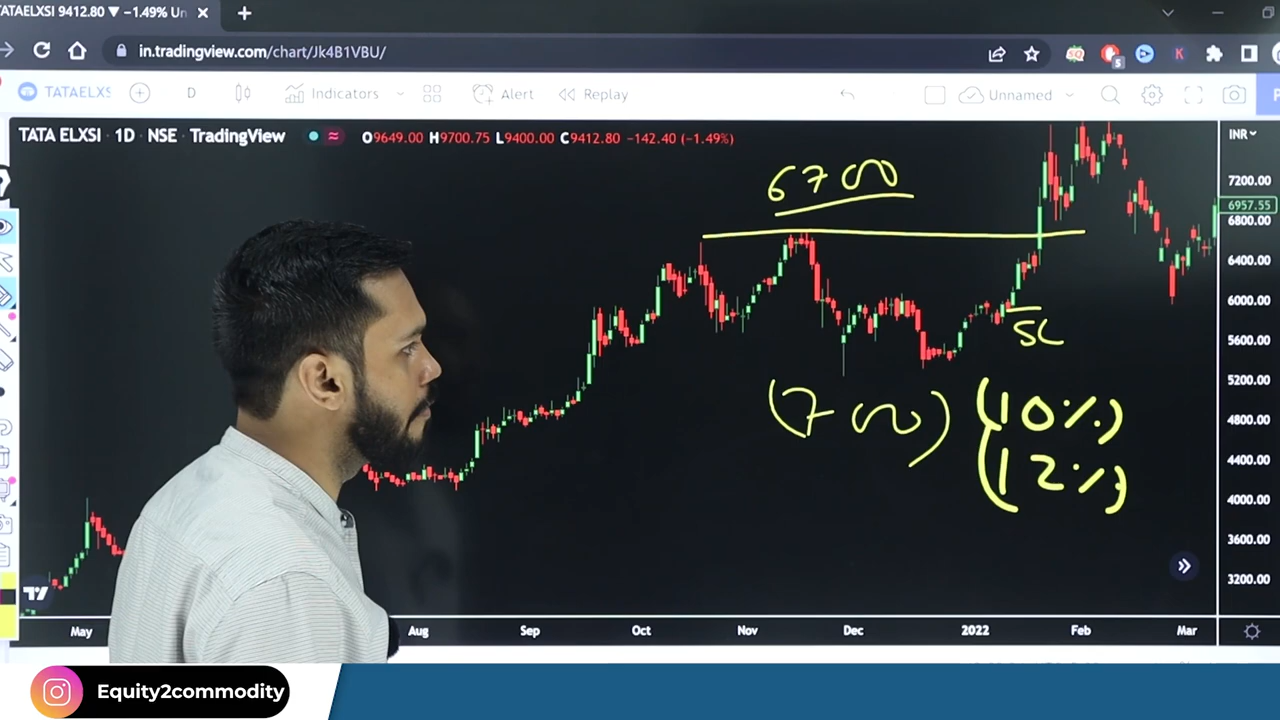 TATAELXSI 9412.80 ▼ −1.49% Un
in.tradingview.com/chart/Jk4B1VBU/
TATAELXS
D
Indicators
Alert
Replay
Unnamed
TATA ELXSI · 1D · NSE · TradingView
O9649.00 H9700.75 L9400.00 C9412.80 −142.40 (−1.49%)
INR
6700
7200.00
6957.55
6800.00
6400.00
6000.00
5600.00
5200.00
4800.00
4400.00
4000.00
3600.00
3200.00
SL
(700) (10%)
(12%)
May
Aug
Sep
Oct
Nov
Dec
2022
Feb
Mar
Equity2commodity